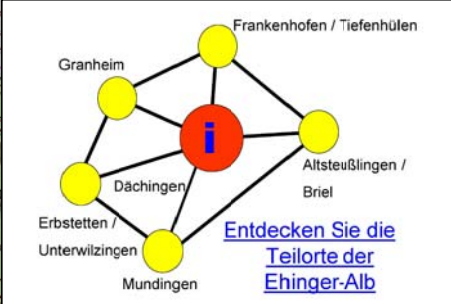 Frankenhofen / Tiefenhülen
Granheim
i
Altsteußlingen /
Briel
Dächingen
Erbstetten /
Unterwilzingen
Mundingen
Entdecken Sie die
Teilorte der
Ehinger-Alb